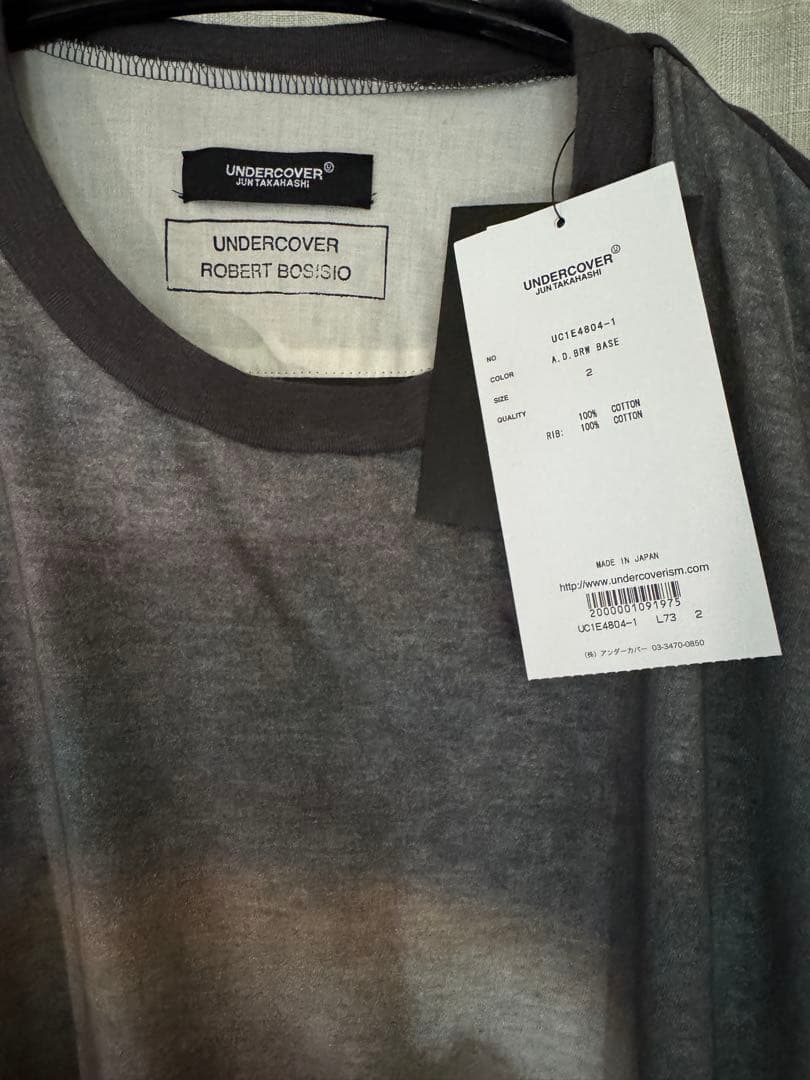 UNDERCOVER Ⓤ
JUN TAKAHASHI
UNDERCOVER
ROBERT BOSISIO
UNDERCOVER Ⓤ
JUN TAKAHASHI
NO UC1E4804-1
COLOR A.D.BRW BASE
SIZE 2
QUALITY 100% COTTON
RIB: 100% COTTON
MADE IN JAPAN
http://www.undercoverism.com
2000001091975
UC1E4804-1 L73 2
(株) アンダーカバー 03-3470-0850